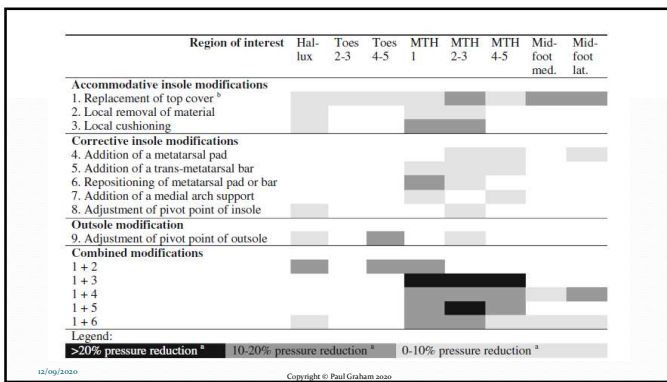 Region of interest Hal- Toes Toes MTH MTH MTH Mid- Mid-
lux 2-3 4-5 1 2-3 4-5 foot foot
med. lat.
Accommodative insole modifications
1. Replacement of top cover b
2. Local removal of material
3. Local cushioning
Corrective insole modifications
4. Addition of a metatarsal pad
5. Addition of a trans-metatarsal bar
6. Repositioning of metatarsal pad or bar
7. Addition of a medial arch support
8. Adjustment of pivot point of insole
Outsole modification
9. Adjustment of pivot point of outsole
Combined modifications
1 + 2
1 + 3
1 + 4
1 + 5
1 + 6
Legend:
>20% pressure reduction a 10-20% pressure reduction a 0-10% pressure reduction a
12/09/2020 Copyright © Paul Graham 2020